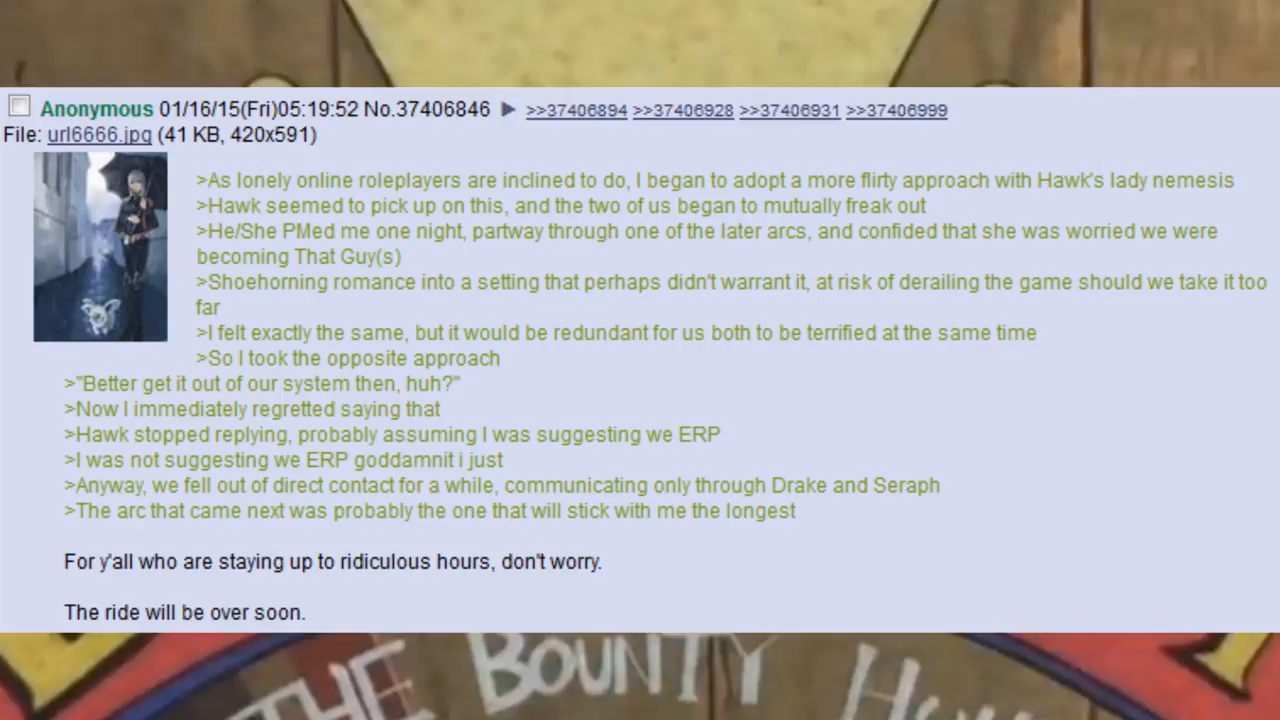 Anonymous 01/16/15(Fri)05:19:52 No.37406846 ▶ >>37406894 >>37406928 >>37406931 >>37406999
File: url6666.jpg (41 KB, 420x591)
>As lonely online roleplayers are inclined to do, I began to adopt a more flirty approach with Hawk's lady nemesis
>Hawk seemed to pick up on this, and the two of us began to mutually freak out
>He/She PMed me one night, partway through one of the later arcs, and confided that she was worried we were
becoming That Guy(s)
>Shoehorning romance into a setting that perhaps didn't warrant it, at risk of derailing the game should we take it too
far
>I felt exactly the same, but it would be redundant for us both to be terrified at the same time
>So I took the opposite approach
>"Better get it out of our system then, huh?"
>Now I immediately regretted saying that
>Hawk stopped replying, probably assuming I was suggesting we ERP
>I was not suggesting we ERP goddamnit i just
>Anyway, we fell out of direct contact for a while, communicating only through Drake and Seraph
>The arc that came next was probably the one that will stick with me the longest
For y'all who are staying up to ridiculous hours, don't worry.
The ride will be over soon.
THE BOUNTY